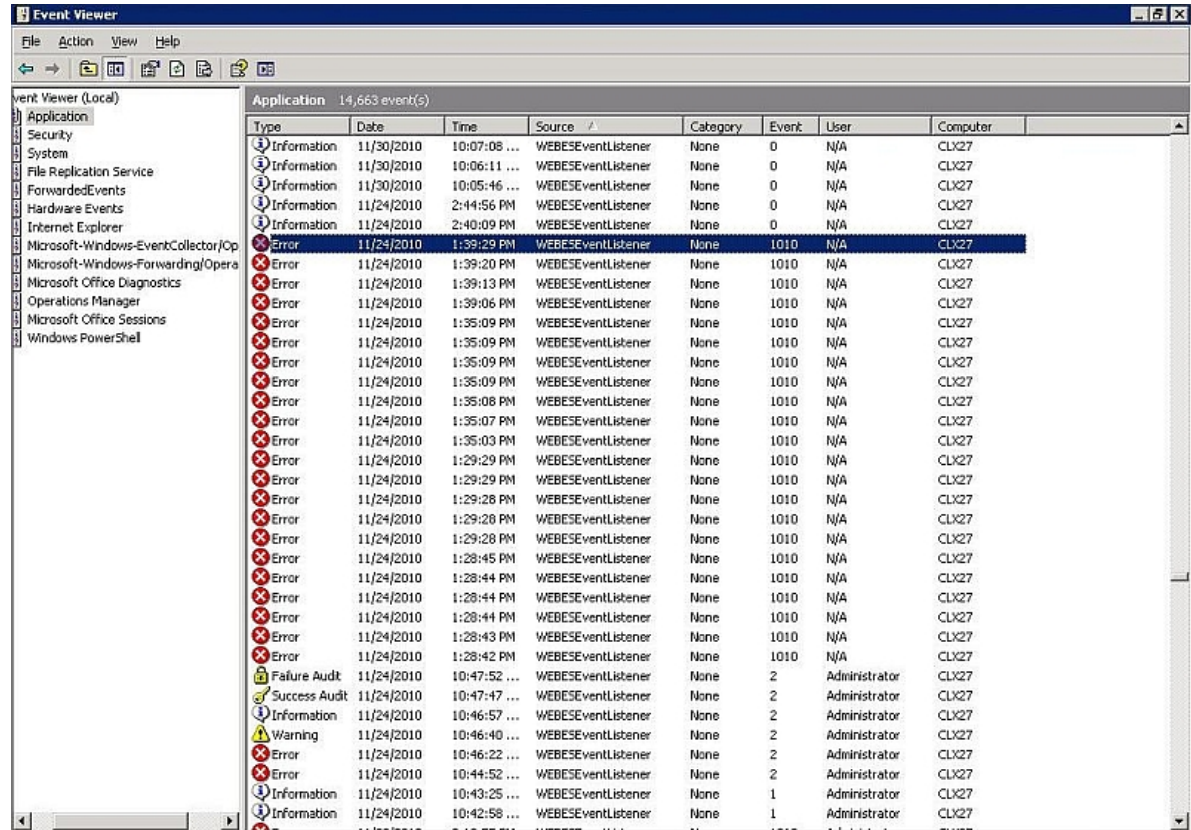 Event Viewer
File Action View Help
vent Viewer (Local)
Application
Security
System
File Replication Service
ForwardedEvents
Hardware Events
Internet Explorer
Microsoft-Windows-EventCollector/Op
Microsoft-Windows-Forwarding/Opera
Microsoft Office Diagnostics
Operations Manager
Microsoft Office Sessions
Windows PowerShell
Application 14,663 event(s)
Type Date Time Source Category Event User Computer
Information 11/30/2010 10:07:08 ... WEBESEventListener None 0 N/A CLX27
Information 11/30/2010 10:06:11 ... WEBESEventListener None 0 N/A CLX27
Information 11/30/2010 10:05:46 ... WEBESEventListener None 0 N/A CLX27
Information 11/24/2010 2:44:56 PM WEBESEventListener None 0 N/A CLX27
Information 11/24/2010 2:40:09 PM WEBESEventListener None 0 N/A CLX27
Error 11/24/2010 1:39:29 PM WEBESEventListener None 1010 N/A CLX27
Error 11/24/2010 1:39:20 PM WEBESEventListener None 1010 N/A CLX27
Error 11/24/2010 1:39:13 PM WEBESEventListener None 1010 N/A CLX27
Error 11/24/2010 1:39:06 PM WEBESEventListener None 1010 N/A CLX27
Error 11/24/2010 1:35:09 PM WEBESEventListener None 1010 N/A CLX27
Error 11/24/2010 1:35:09 PM WEBESEventListener None 1010 N/A CLX27
Error 11/24/2010 1:35:09 PM WEBESEventListener None 1010 N/A CLX27
Error 11/24/2010 1:35:09 PM WEBESEventListener None 1010 N/A CLX27
Error 11/24/2010 1:35:08 PM WEBESEventListener None 1010 N/A CLX27
Error 11/24/2010 1:35:07 PM WEBESEventListener None 1010 N/A CLX27
Error 11/24/2010 1:35:03 PM WEBESEventListener None 1010 N/A CLX27
Error 11/24/2010 1:29:29 PM WEBESEventListener None 1010 N/A CLX27
Error 11/24/2010 1:29:29 PM WEBESEventListener None 1010 N/A CLX27
Error 11/24/2010 1:29:28 PM WEBESEventListener None 1010 N/A CLX27
Error 11/24/2010 1:29:28 PM WEBESEventListener None 1010 N/A CLX27
Error 11/24/2010 1:29:28 PM WEBESEventListener None 1010 N/A CLX27
Error 11/24/2010 1:28:45 PM WEBESEventListener None 1010 N/A CLX27
Error 11/24/2010 1:28:44 PM WEBESEventListener None 1010 N/A CLX27
Error 11/24/2010 1:28:44 PM WEBESEventListener None 1010 N/A CLX27
Error 11/24/2010 1:28:44 PM WEBESEventListener None 1010 N/A CLX27
Error 11/24/2010 1:28:43 PM WEBESEventListener None 1010 N/A CLX27
Error 11/24/2010 1:28:42 PM WEBESEventListener None 1010 N/A CLX27
Failure Audit 11/24/2010 10:47:52 ... WEBESEventListener None 2 Administrator CLX27
Success Audit 11/24/2010 10:47:47 ... WEBESEventListener None 2 Administrator CLX27
Information 11/24/2010 10:46:57 ... WEBESEventListener None 2 Administrator CLX27
Warning 11/24/2010 10:46:40 ... WEBESEventListener None 2 Administrator CLX27
Error 11/24/2010 10:46:22 ... WEBESEventListener None 2 Administrator CLX27
Error 11/24/2010 10:44:52 ... WEBESEventListener None 2 Administrator CLX27
Information 11/24/2010 10:43:25 ... WEBESEventListener None 1 Administrator CLX27
Information 11/24/2010 10:42:58 ... WEBESEventListener None 1 Administrator CLX27